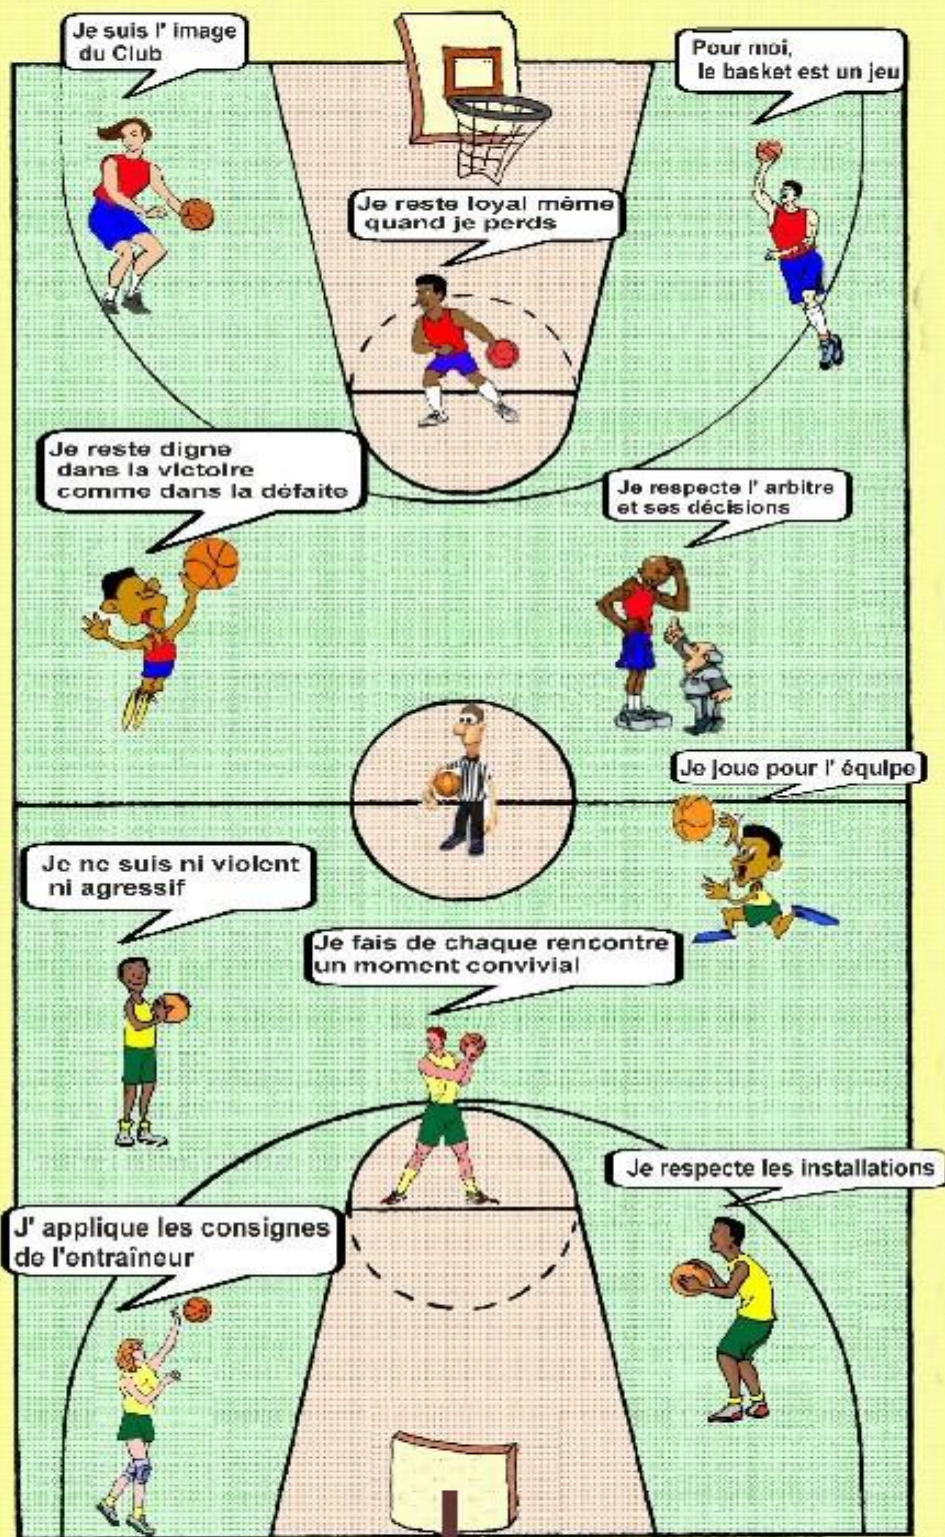 Je suis l' image
du Club
Pour moi,
le basket est un jeu
Je reste loyal même
quand je perds
Je reste digne
dans la victoire
comme dans la défaite
Je respecte l' arbitre
et ses décisions
Je joue pour l' équipe
Je ne suis ni violent
ni agressif
Je fais de chaque rencontre
un moment convivial
Je respecte les installations
J' applique les consignes
de l'entraîneur